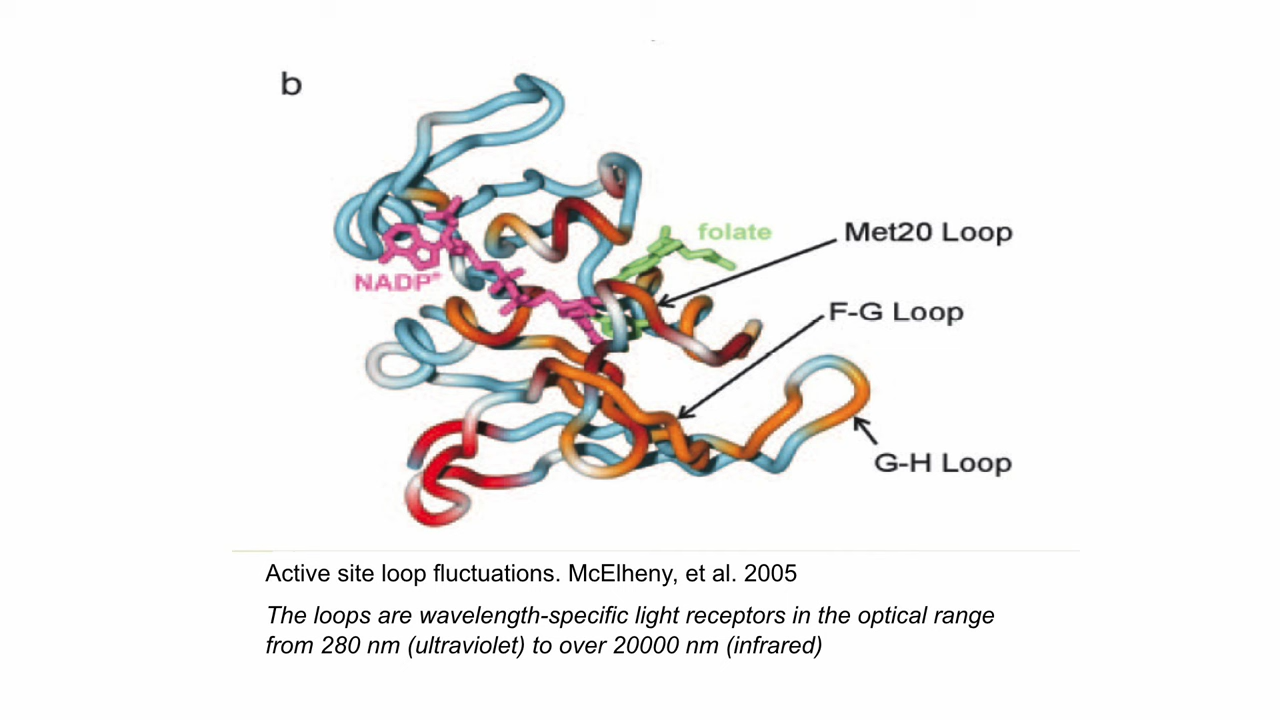 b
folate
Met20 Loop
NADP+
F-G Loop
G-H Loop
Active site loop fluctuations. McElheny, et al. 2005
The loops are wavelength-specific light receptors in the optical range
from 280 nm (ultraviolet) to over 20000 nm (infrared)